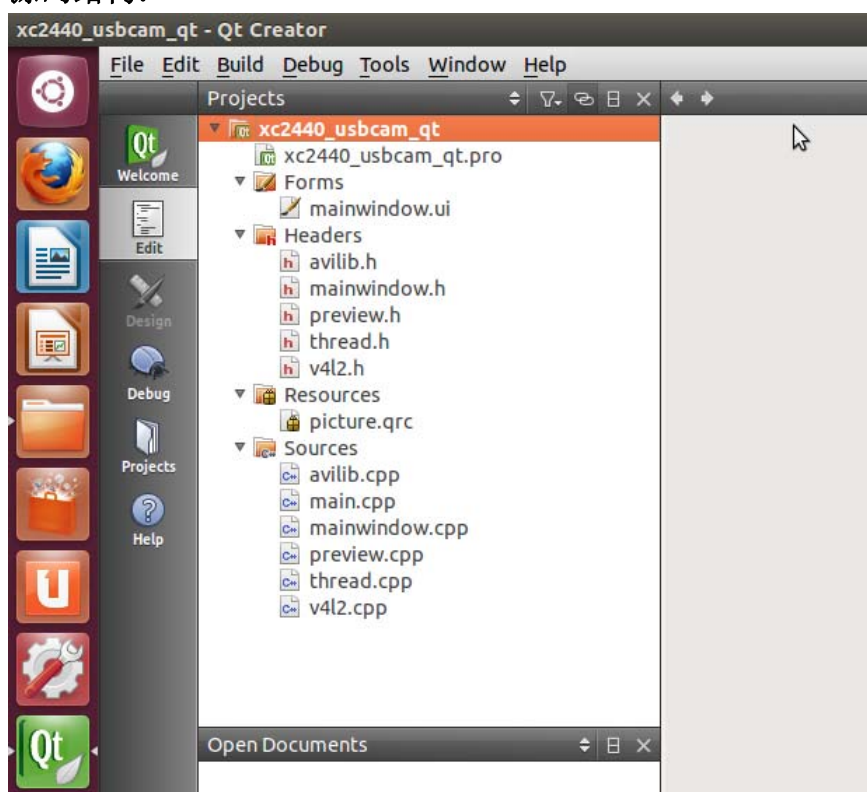 xc2440_usbcam_qt - Qt Creator
File Edit Build Debug Tools Window Help
Projects
xc2440_usbcam_qt
xc2440_usbcam_qt.pro
Forms
mainwindow.ui
Headers
avilib.h
mainwindow.h
preview.h
thread.h
v4l2.h
Resources
picture.qrc
Sources
avilib.cpp
main.cpp
mainwindow.cpp
preview.cpp
thread.cpp
v4l2.cpp
Welcome
Edit
Design
Debug
Projects
Help
Open Documents